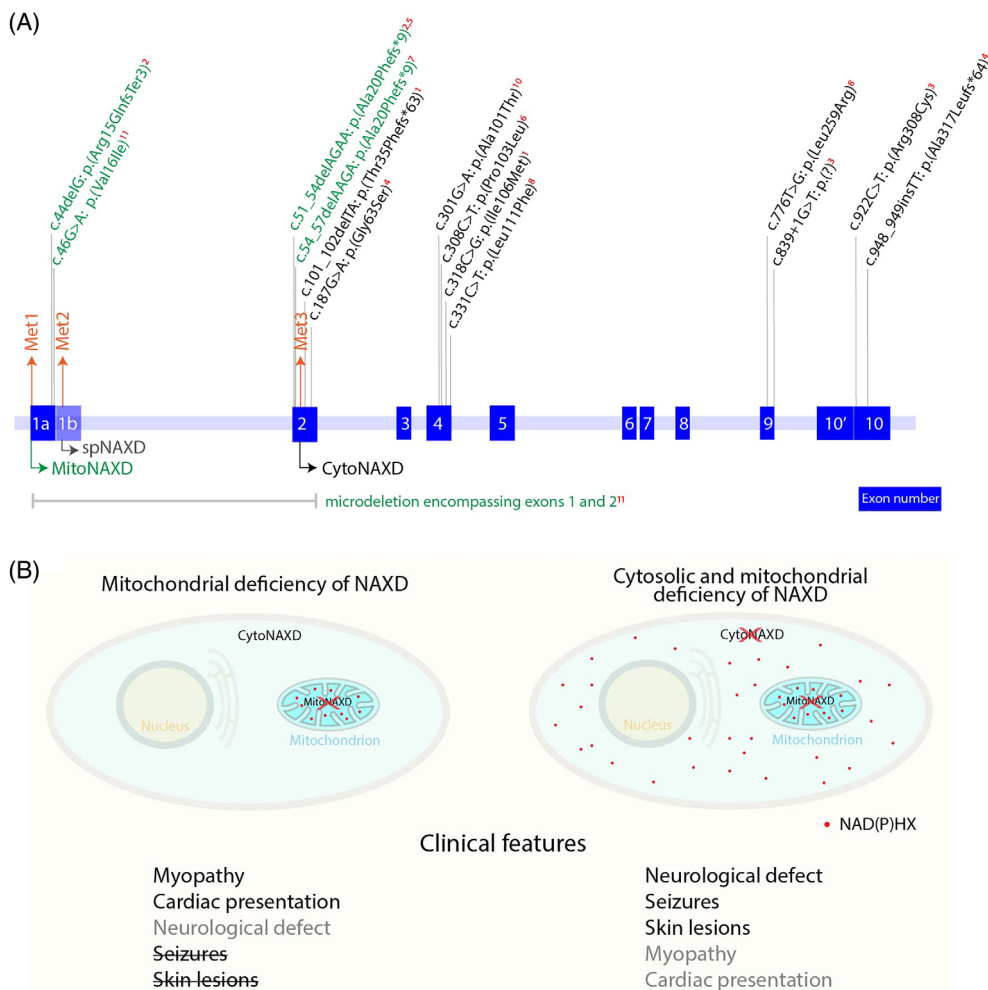 (A)
c.44delG: p.(Arg15GlnfsTer3)2
c.46G>A: p.(Val16Ile)11
c.51_54delAGAA: p.(Ala20Phefs*9)2,5
c.54_57delAAGA: p.(Ala20Phefs*9)7
c.101_102delTA: p.(Thr35Phefs*63)1
c.187G>A: p.(Gly63Ser)4
c.301G>A: p.(Ala101Thr)10
c.308C>T: p.(Pro103Leu)6
c.318C>G: p.(Ile106Met)1
c.331C>T: p.(Leu111Phe)8
c.776T>G: p.(Leu259Arg)8
c.839+1G>T: p.(?)3
c.922C>T: p.(Arg308Cys)3
c.948_949insTT: p.(Ala317Leufs*64)4
Met1
Met2
Met3
1a 1b 2 3 4 5 6 7 8 9 10' 10
spNAXD
MitoNAXD
CytoNAXD
microdeletion encompassing exons 1 and 211
Exon number
(B)
Mitochondrial deficiency of NAXD
CytoNAXD
Nucleus
MitoNAXD
Mitochondrion
Cytosolic and mitochondrial
deficiency of NAXD
CytoNAXD
Nucleus
MitoNAXD
Mitochondrion
NAD(P)HX
Clinical features
Myopathy
Cardiac presentation
Neurological defect
Seizures
Skin lesions
Neurological defect
Seizures
Skin lesions
Myopathy
Cardiac presentation